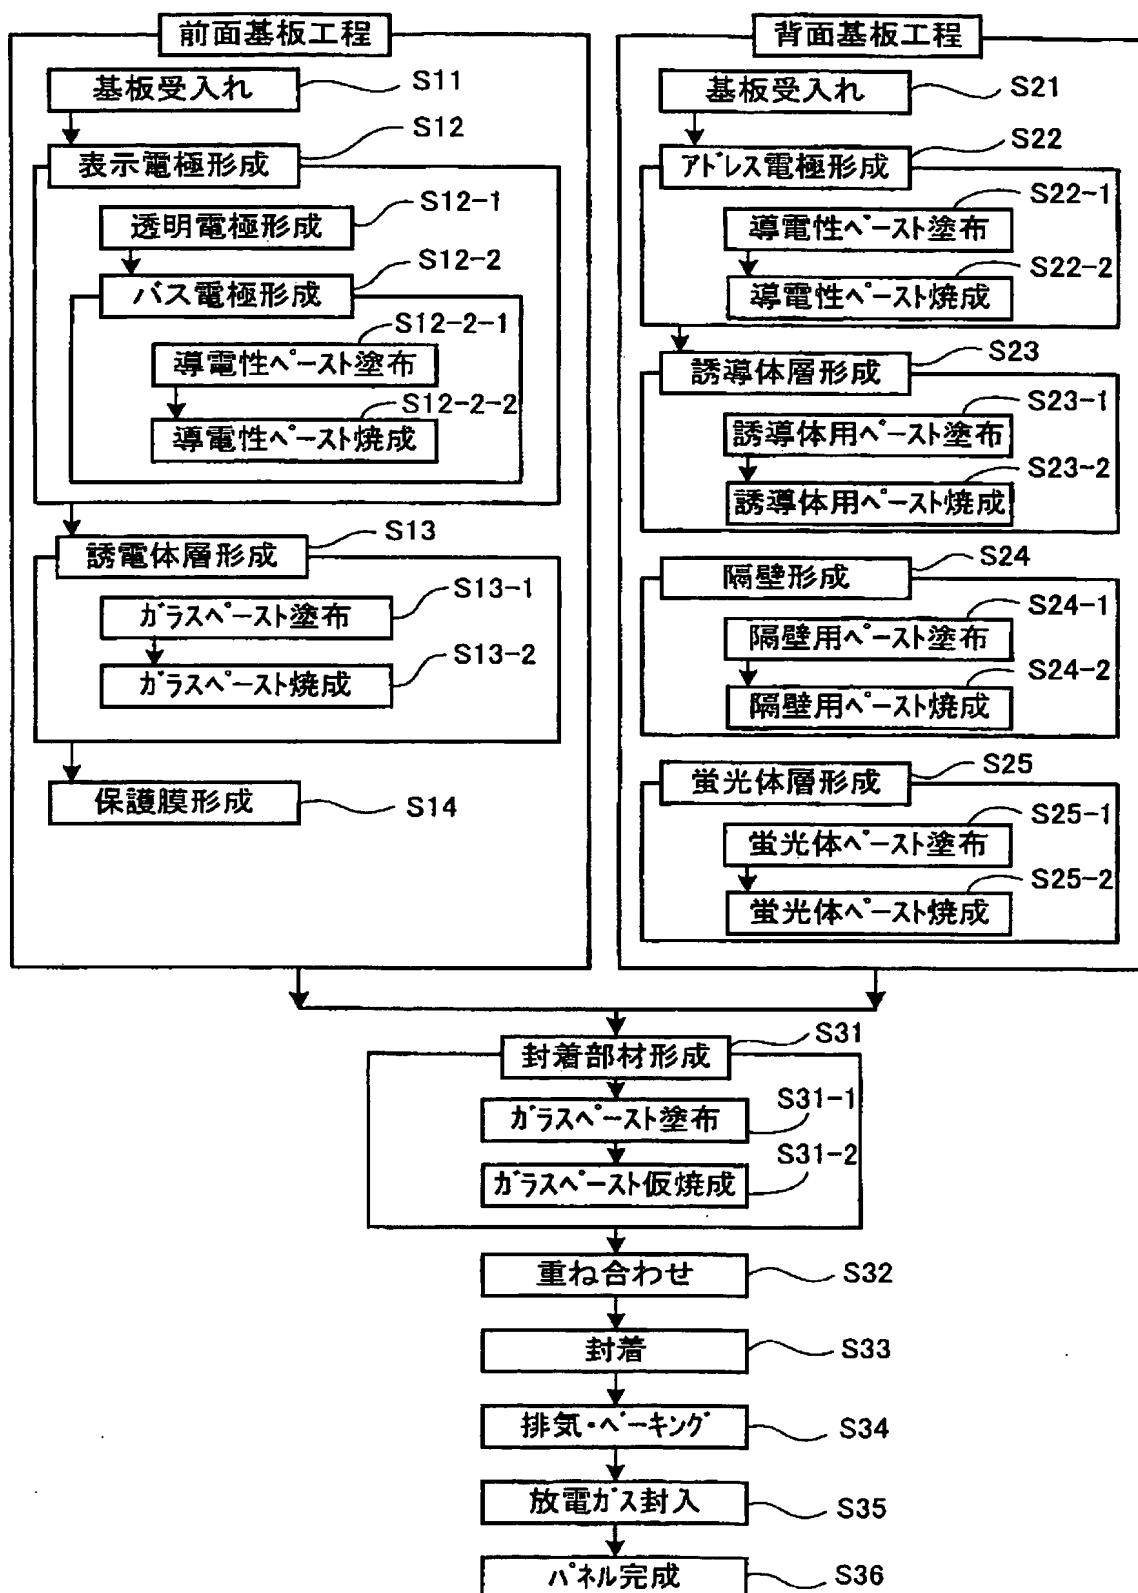 前面基板工程
基板受入れ
S11
表示電極形成
S12
透明電極形成
S12-1
バス電極形成
S12-2
導電性ペースト塗布
S12-2-1
導電性ペースト焼成
S12-2-2
誘電体層形成
S13
ガラスペースト塗布
S13-1
ガラスペースト焼成
S13-2
保護膜形成
S14
背面基板工程
基板受入れ
S21
アドレス電極形成
S22
導電性ペースト塗布
S22-1
導電性ペースト焼成
S22-2
誘導体層形成
S23
誘導体用ペースト塗布
S23-1
誘導体用ペースト焼成
S23-2
隔壁形成
S24
隔壁用ペースト塗布
S24-1
隔壁用ペースト焼成
S24-2
蛍光体層形成
S25
蛍光体ペースト塗布
S25-1
蛍光体ペースト焼成
S25-2
封着部材形成
S31
ガラスペースト塗布
S31-1
ガラスペースト仮焼成
S31-2
重ね合わせ
S32
封着
S33
排気・ベーキング
S34
放電ガス封入
S35
パネル完成
S36